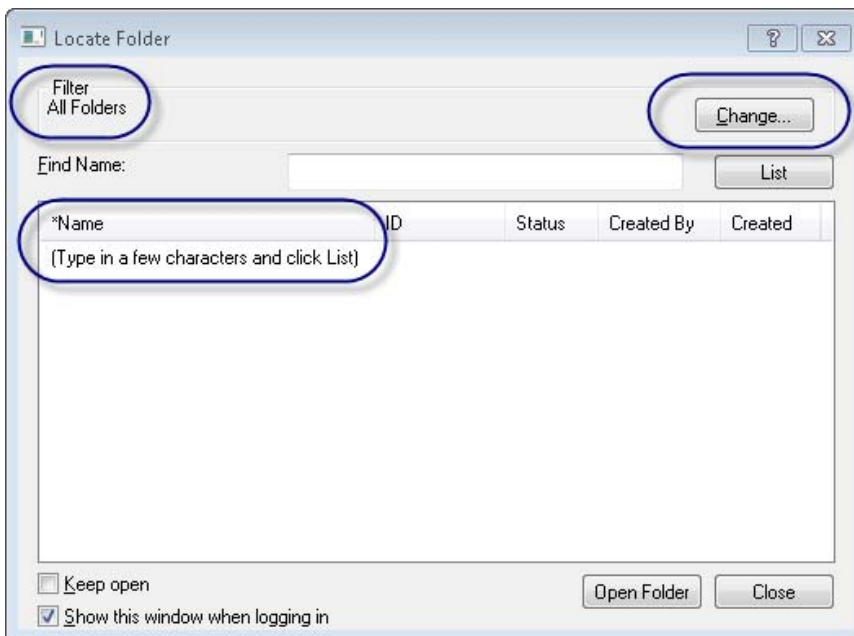 Locate Folder
Filter
All Folders
Change...
Find Name:
List
*Name ID Status Created By Created
(Type in a few characters and click List)
Keep open
Open Folder Close
Show this window when logging in